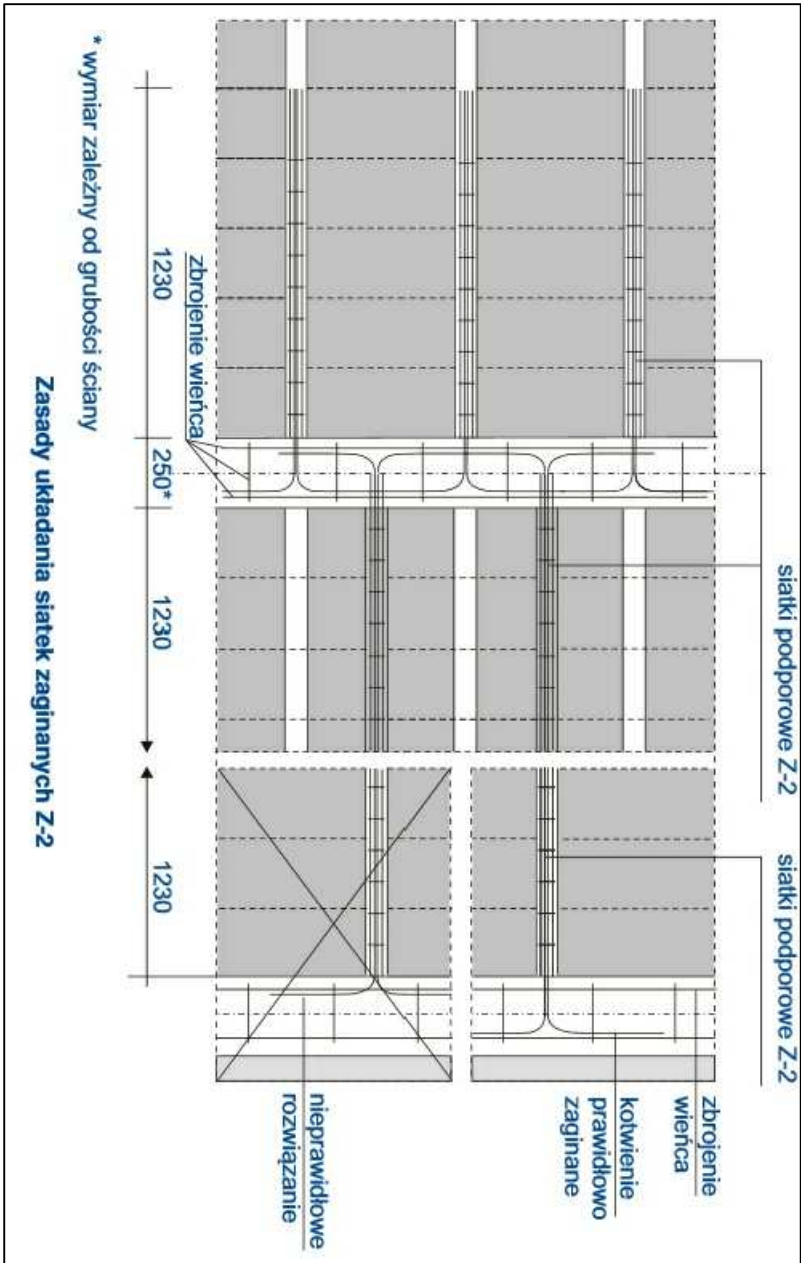 siatki podporowe Z-2
siatki podporowe Z-2
zbrojenie
wieńca
kotwienie
prawidłowo
zaginane
nieprawidłowe
rozwiązanie
zbrojenie wieńca
1230
250*
1230
1230
* wymiar zależny od grubości ściany
Zasady układania siatek zaginanych Z-2